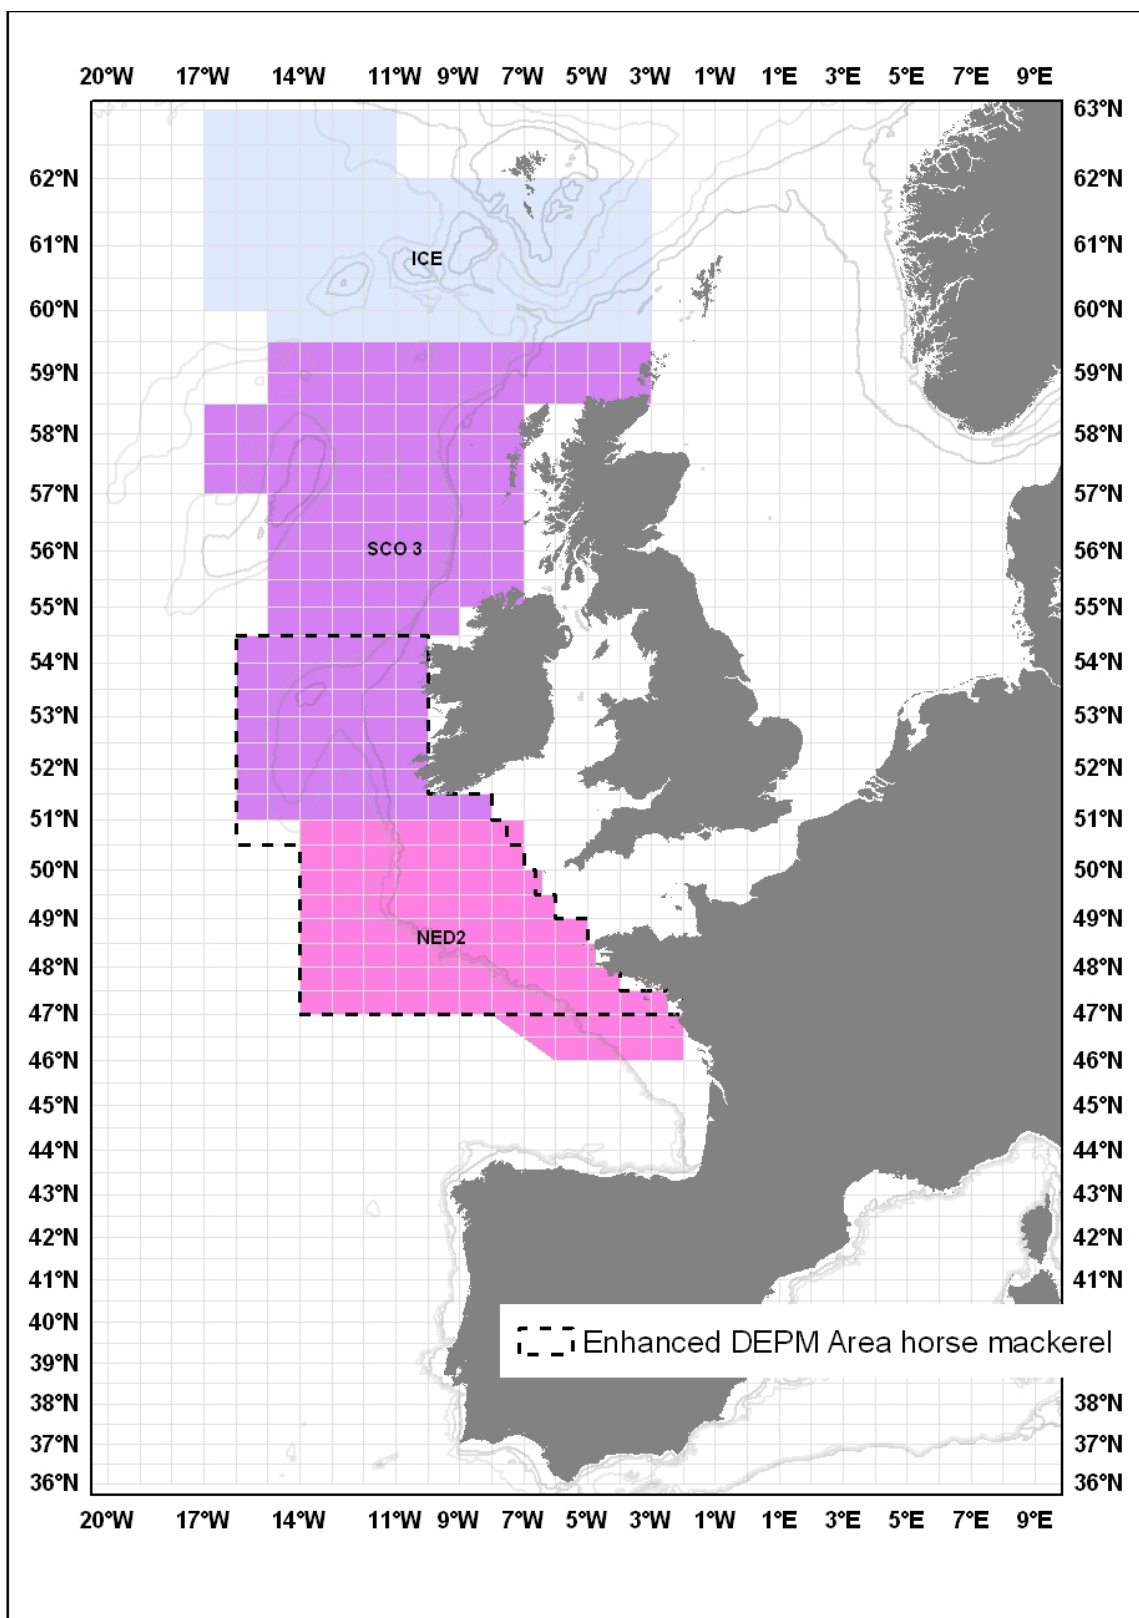 20°W 17°W 14°W 11°W 9°W 7°W 5°W 3°W 1°W 1°E 3°E 5°E 7°E 9°E
63°N
62°N 62°N
61°N 61°N
ICE
60°N 60°N
59°N 59°N
58°N 58°N
57°N 57°N
SCO 3
56°N 56°N
55°N 55°N
54°N 54°N
53°N 53°N
52°N 52°N
51°N 51°N
50°N 50°N
49°N 49°N
NED2
48°N 48°N
47°N 47°N
46°N 46°N
45°N 45°N
44°N 44°N
43°N 43°N
42°N 42°N
41°N 41°N
40°N
Enhanced DEPM Area horse mackerel
39°N
38°N 38°N
37°N 37°N
36°N 36°N
20°W 17°W 14°W 11°W 9°W 7°W 5°W 3°W 1°W 1°E 3°E 5°E 7°E 9°E